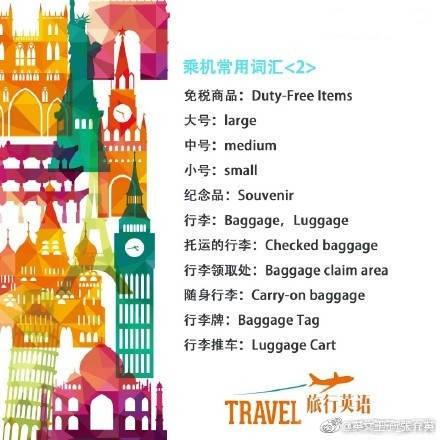 乘机常用词汇<2>
免税商品：Duty-Free Items
大号：large
中号：medium
小号：small
纪念品：Souvenir
行李：Baggage，Luggage
托运的行李：Checked baggage
行李领取处：Baggage claim area
随身行李：Carry-on baggage
行李牌：Baggage Tag
行李推车：Luggage Cart
TRAVEL 旅行英语